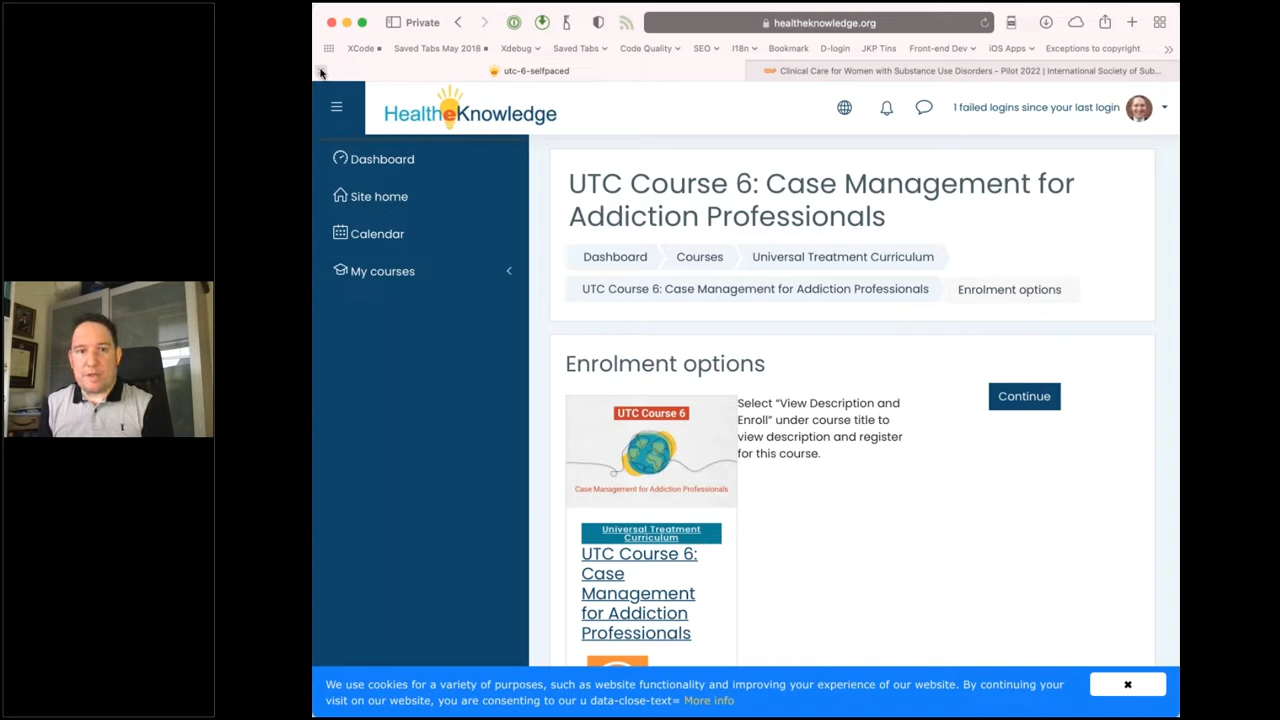 Private
healtheknowledge.org
XCode
Saved Tabs May 2018
Xdebug
Saved Tabs
Code Quality
SEO
I18n
Bookmark
D-login
JKP Tins
Front-end Dev
iOS Apps
Exceptions to copyright
utc-6-selfpaced
Clinical Care for Women with Substance Use Disorders - Pilot 2022 | International Society of Sub...
HealtheKnowledge
1 failed logins since your last login
Dashboard
Site home
Calendar
My courses
UTC Course 6: Case Management for
Addiction Professionals
Dashboard
Courses
Universal Treatment Curriculum
UTC Course 6: Case Management for Addiction Professionals
Enrolment options
Enrolment options
UTC Course 6
Case Management for Addiction Professionals
Select “View Description and
Enroll” under course title to
view description and register
for this course.
Continue
Universal Treatment
Curriculum
UTC Course 6:
Case
Management
for Addiction
Professionals
We use cookies for a variety of purposes, such as website functionality and improving your experience of our website. By continuing your
visit on our website, you are consenting to our u data-close-text= More info